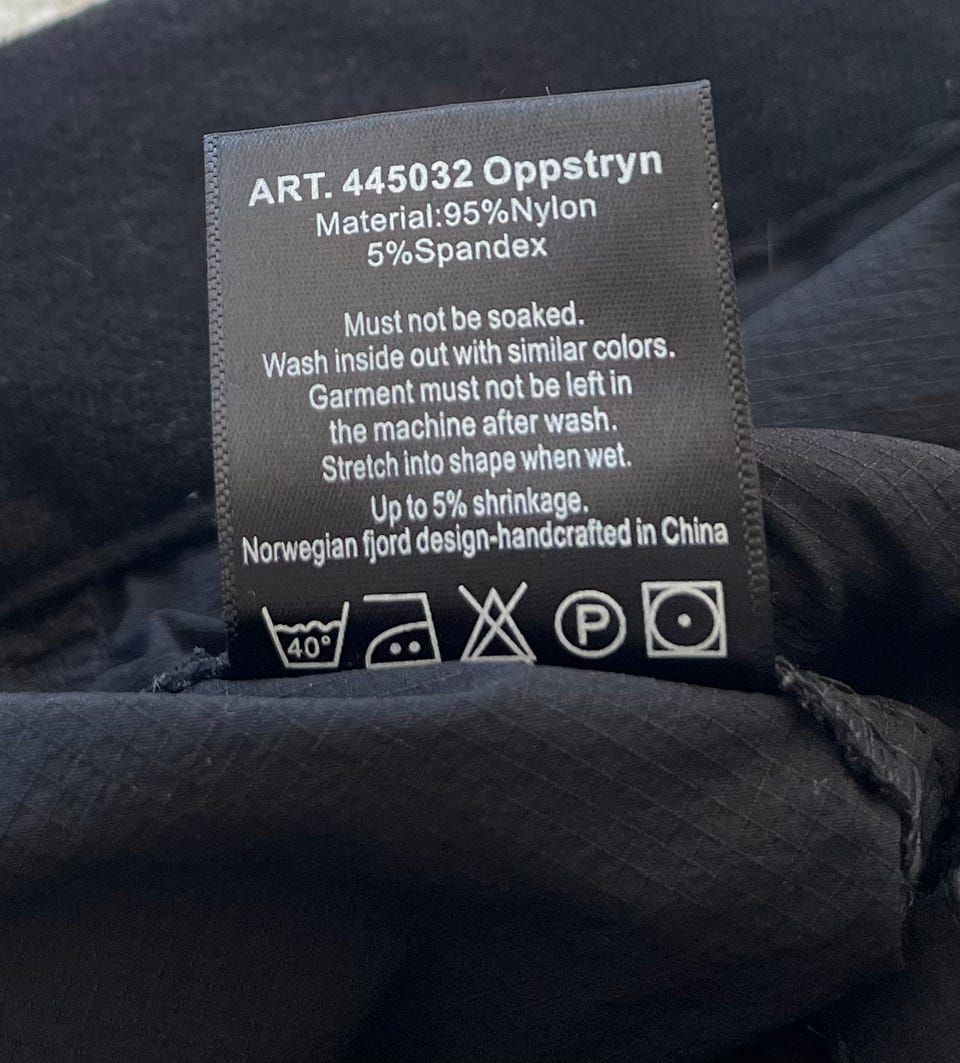 ART. 445032 Oppstryn
Material:95%Nylon
5%Spandex
Must not be soaked.
Wash inside out with similar colors.
Garment must not be left in
the machine after wash.
Stretch into shape when wet.
Up to 5% shrinkage.
Norwegian fjord design-handcrafted in China
40° P